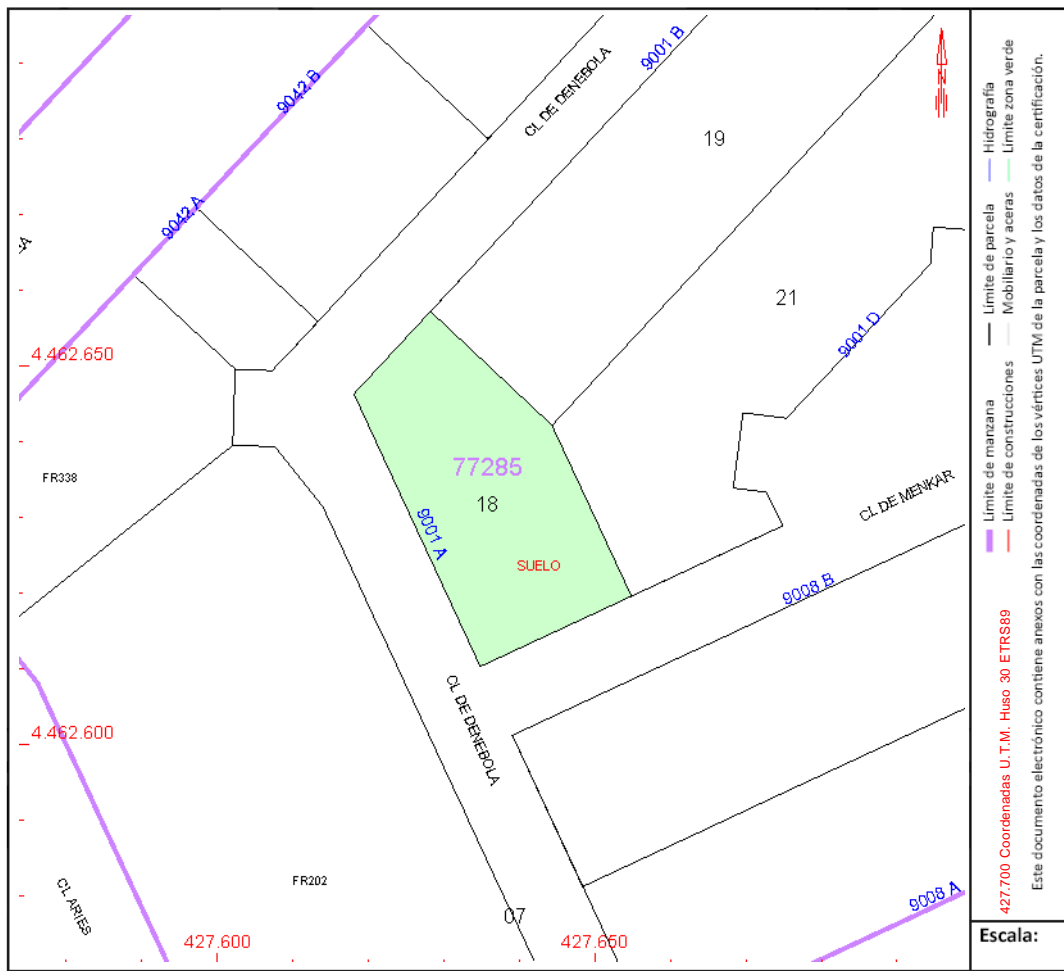 9042 B
CL DE DENEBOLA
9001 B
19
9042 A
21
9001 D
4.462.650
77285
18
9001 A
SUELO
FR338
CL DE MENKAR
9008 B
CL DE DENEBOLA
4.462.600
CL ARIES
FR202
07
9008 A
427.600
427.650
N
Límite de manzana
Límite de parcela
Hidrografía
Límite de construcciones
Mobiliario y aceras
Límite zona verde
427.700 Coordenadas U.T.M. Huso 30 ETRS89
Este documento electrónico contiene anexos con las coordenadas de los vértices UTM de la parcela y los datos de la certificación.
Escala: